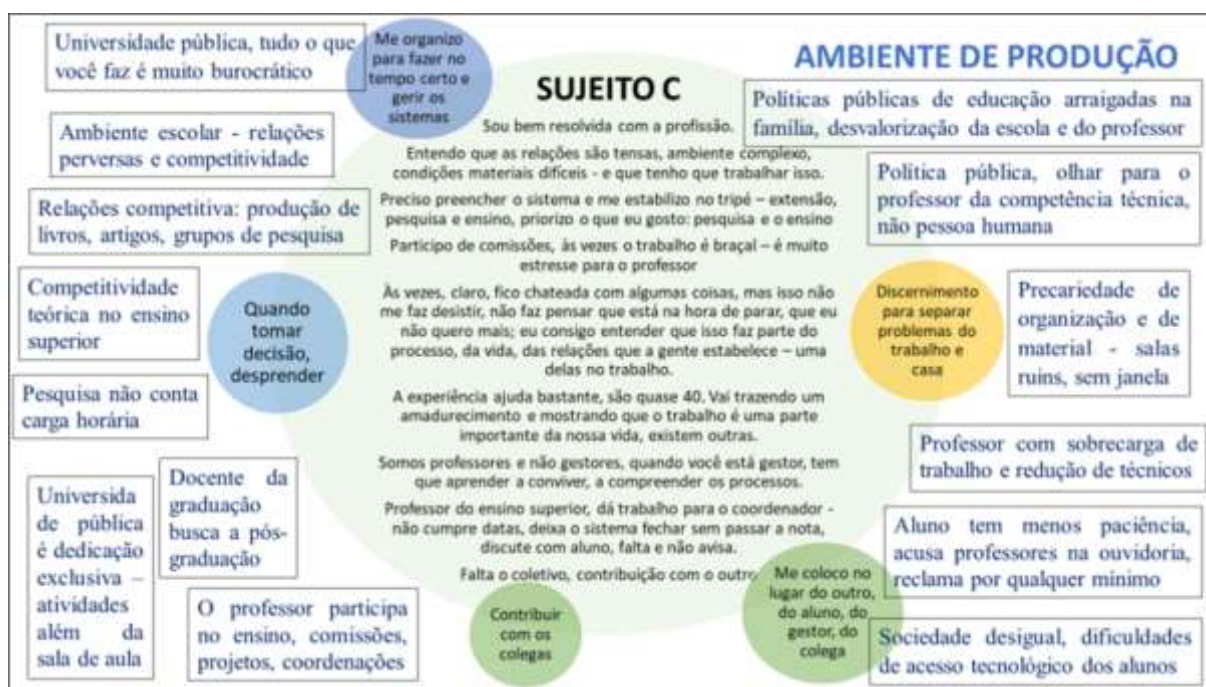 Universidade pública, tudo o que
você faz é muito burocrático
Me organizo
para fazer no
tempo certo e
gerir os
sistemas
AMBIENTE DE PRODUÇÃO
SUJEITO C
Políticas públicas de educação arraigadas na
família, desvalorização da escola e do professor
Ambiente escolar - relações
perversas e competitividade
Sou bem resolvida com a profissão.
Entendo que as relações são tensas, ambiente complexo,
condições materiais difíceis - e que tenho que trabalhar isso.
Política pública, olhar para o
professor da competência técnica,
não pessoa humana
Relações competitiva: produção de
livros, artigos, grupos de pesquisa
Preciso preencher o sistema e me estabilizo no tripé – extensão,
pesquisa e ensino, priorizo o que eu gosto: pesquisa e o ensino
Participo de comissões, às vezes o trabalho é braçal – é muito
estresse para o professor
Competitividade
teórica no ensino
superior
Quando
tomar
decisão,
desprender
Às vezes, claro, fico chateada com algumas coisas, mas isso não
me faz desistir, não faz pensar que está na hora de parar, que eu
não quero mais; eu consigo entender que isso faz parte do
processo, da vida, das relações que a gente estabelece – uma
delas no trabalho.
Discernimento
para separar
problemas do
trabalho e
casa
Precariedade de
organização e de
material - salas
ruins, sem janela
Pesquisa não conta
carga horária
A experiência ajuda bastante, são quase 40. Vai trazendo um
amadurecimento e mostrando que o trabalho é uma parte
importante da nossa vida, existem outras.
Professor com sobrecarga de
trabalho e redução de técnicos
Somos professores e não gestores, quando você está gestor, tem
que aprender a conviver, a compreender os processos.
Docente da
graduação
busca a pós-
graduação
Universida
de pública
é dedicação
exclusiva –
atividades
além da
sala de aula
Professor do ensino superior, dá trabalho para o coordenador -
não cumpre datas, deixa o sistema fechar sem passar a nota,
discute com aluno, falta e não avisa.
Aluno tem menos paciência,
acusa professores na ouvidoria,
reclama por qualquer mínimo
Falta o coletivo, contribuição com o outro
Me coloco no
lugar do outro,
do aluno, do
gestor, do
colega
O professor participa
no ensino, comissões,
projetos, coordenações
Contribuir
com os
colegas
Sociedade desigual, dificuldades
de acesso tecnológico dos alunos